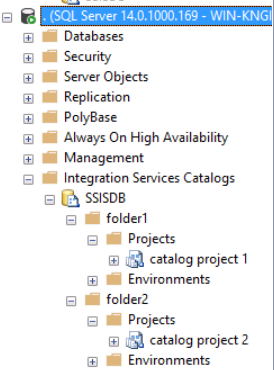 . (SQL Server 14.0.1000.169 - WIN-KNG
Databases
Security
Server Objects
Replication
PolyBase
Always On High Availability
Management
Integration Services Catalogs
SSISDB
folder1
Projects
catalog project 1
Environments
folder2
Projects
catalog project 2
Environments